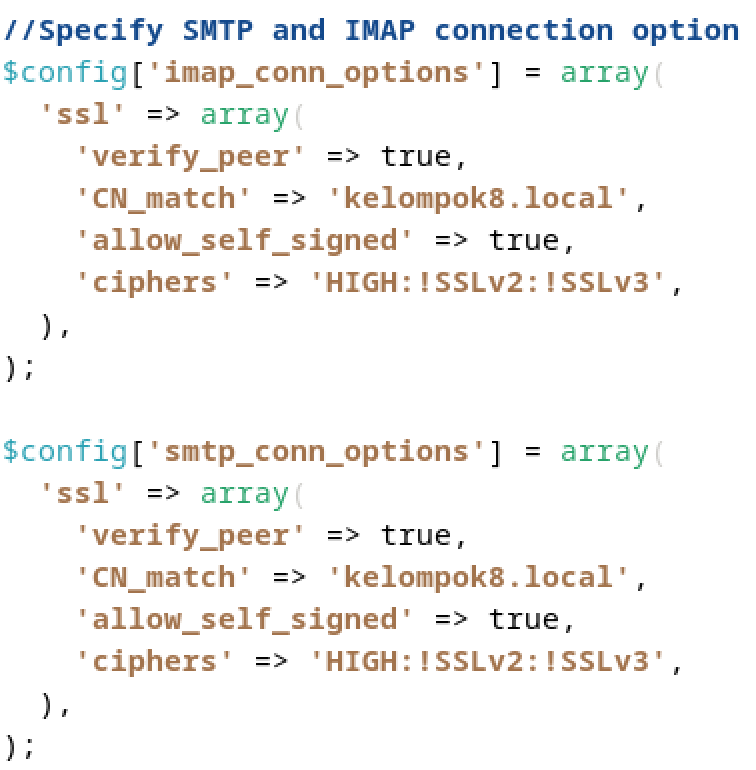 //Specify SMTP and IMAP connection option
$config['imap_conn_options'] = array(
  'ssl' => array(
    'verify_peer' => true,
    'CN_match' => 'kelompok8.local',
    'allow_self_signed' => true,
    'ciphers' => 'HIGH:!SSLv2:!SSLv3',
  ),
);

$config['smtp_conn_options'] = array(
  'ssl' => array(
    'verify_peer' => true,
    'CN_match' => 'kelompok8.local',
    'allow_self_signed' => true,
    'ciphers' => 'HIGH:!SSLv2:!SSLv3',
  ),
);